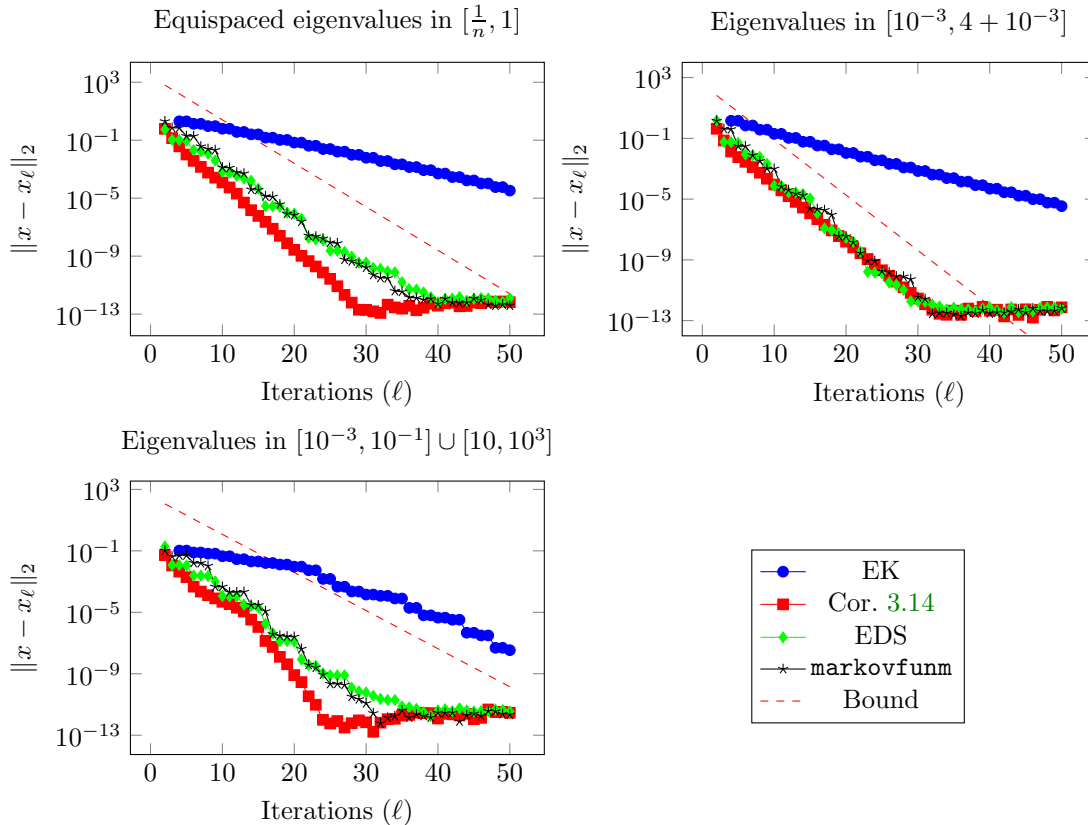 Equispaced eigenvalues in [1/n, 1]
10^3
10^-1
10^-5
10^-9
10^-13
‖x − x_ℓ‖_2
0 10 20 30 40 50
Iterations (ℓ)
Eigenvalues in [10^-3, 4 + 10^-3]
10^3
10^-1
10^-5
10^-9
10^-13
‖x − x_ℓ‖_2
0 10 20 30 40 50
Iterations (ℓ)
Eigenvalues in [10^-3, 10^-1] ∪ [10, 10^3]
10^3
10^-1
10^-5
10^-9
10^-13
‖x − x_ℓ‖_2
0 10 20 30 40 50
Iterations (ℓ)
EK
Cor. 3.14
EDS
markovfunm
Bound